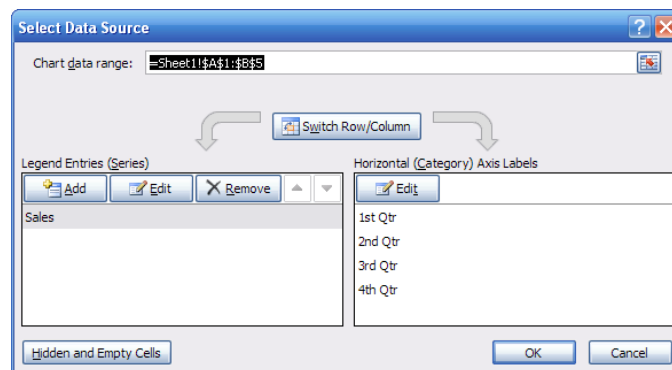 Select Data Source
Chart data range: =Sheet1!$A$1:$B$5
Switch Row/Column
Legend Entries (Series)
Add Edit Remove
Sales
Horizontal (Category) Axis Labels
Edit
1st Qtr
2nd Qtr
3rd Qtr
4th Qtr
Hidden and Empty Cells
OK Cancel